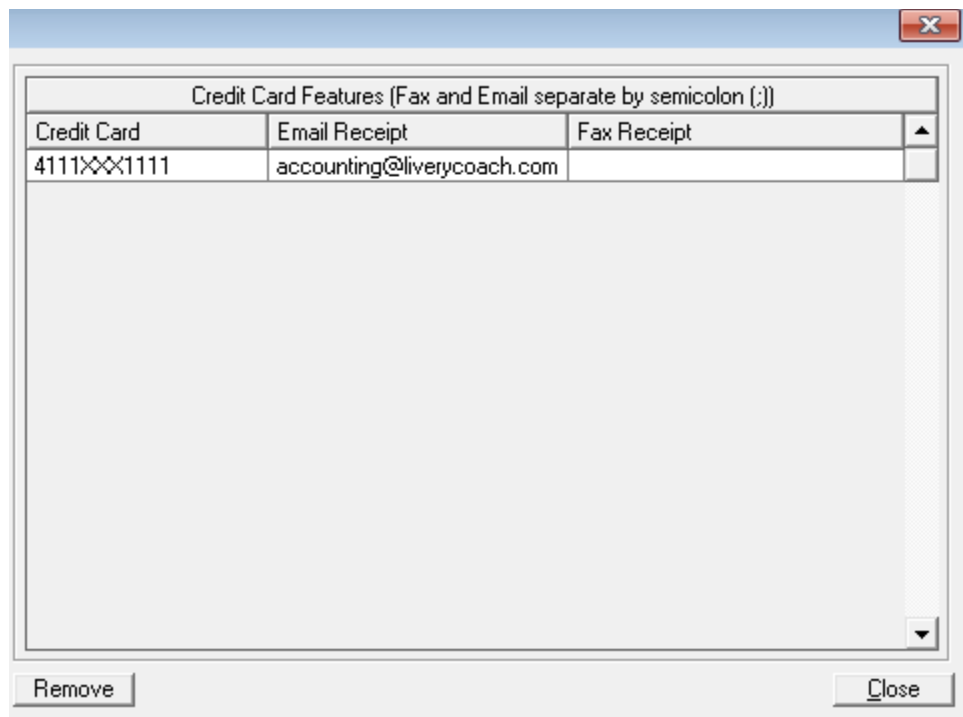 Credit Card Features (Fax and Email separate by semicolon (;))
Credit Card Email Receipt Fax Receipt
4111XXX1111 accounting@liverycoach.com
Remove Close